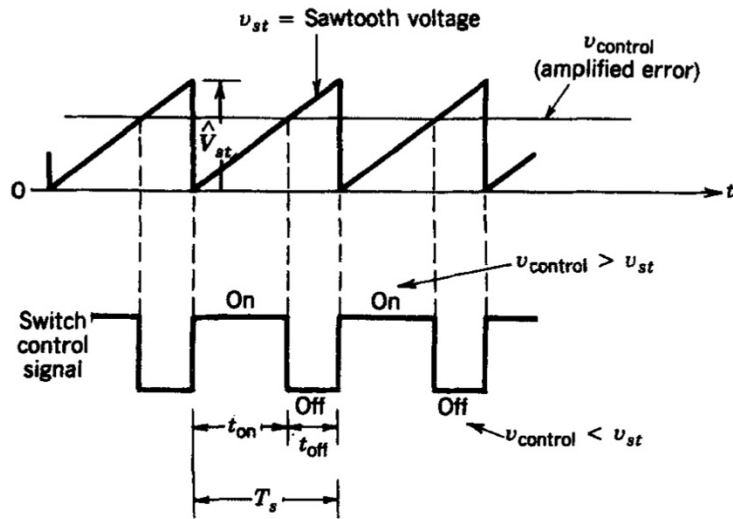 v_st = Sawtooth voltage
v_control
(amplified error)
V̂_st
0
t
v_control > v_st
On
On
Switch
control
signal
Off
Off
t_on
t_off
v_control < v_st
T_s